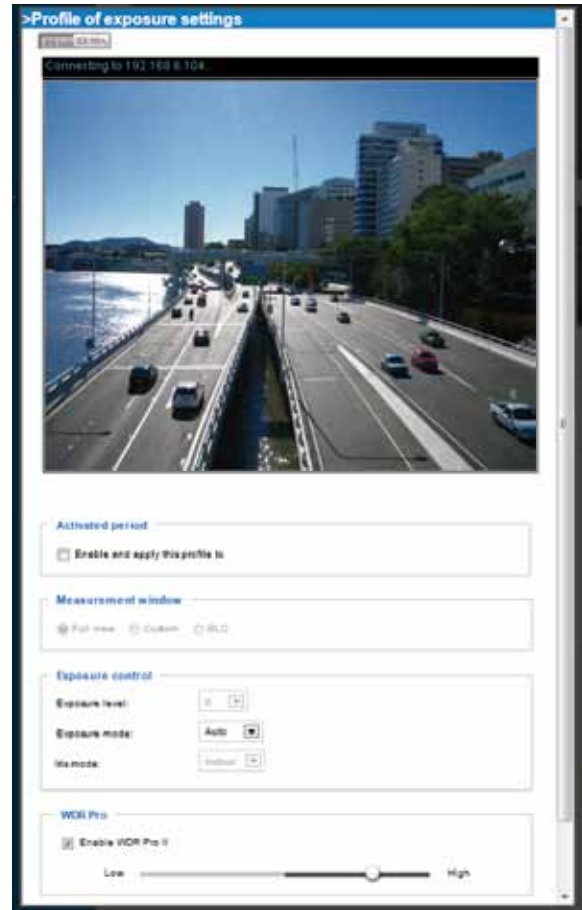 >Profile of exposure settings
Connecting to 192.168.6.104...
Activated period
Enable and apply this profile to
Measurement window
Full view Custom BLC
Exposure control
Exposure level: 0
Exposure mode: Auto
Iris mode: Indoor
WDR Pro
Enable WDR Pro II
Low High